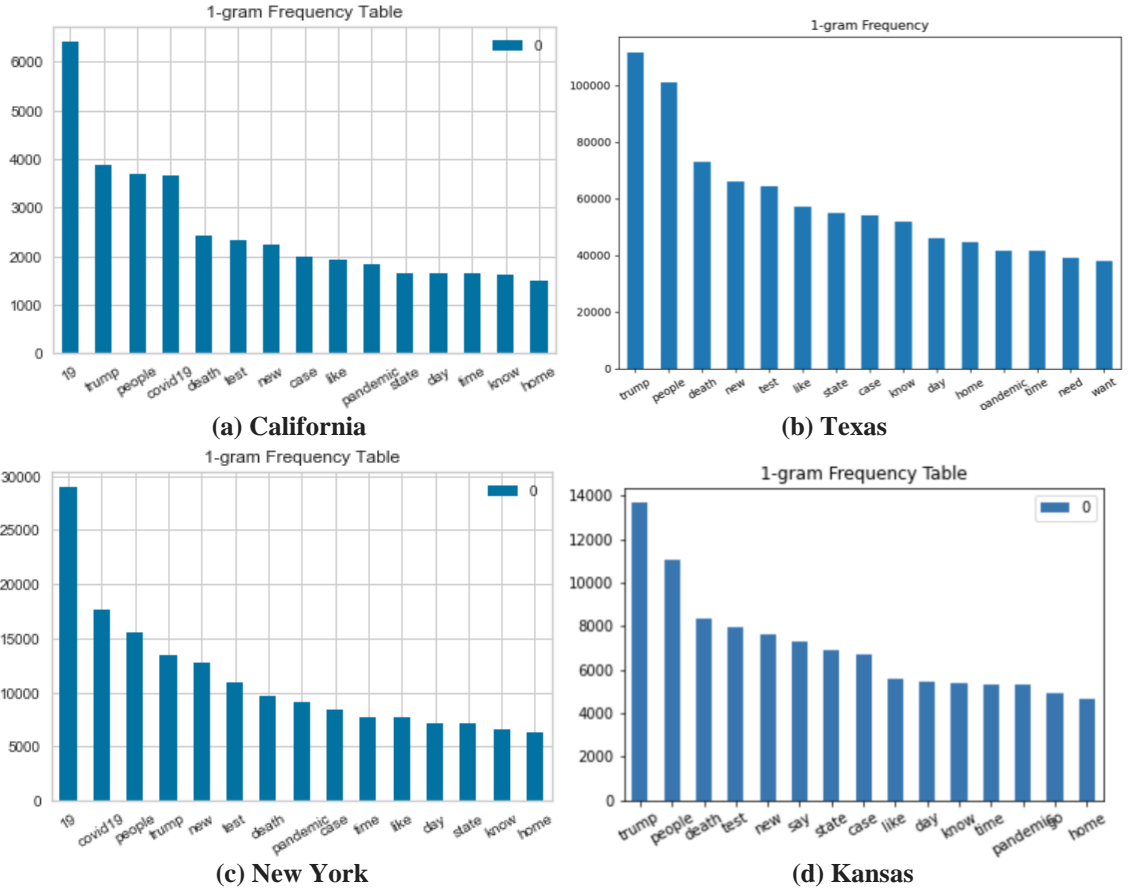 1-gram Frequency Table
0
6000
5000
4000
3000
2000
1000
0
19 trump people covid19 death test new case like pandemic state day time know home
(a) California
1-gram Frequency
100000
80000
60000
40000
20000
0
trump people death new test like state case know day home pandemic time need want
(b) Texas
1-gram Frequency Table
0
30000
25000
20000
15000
10000
5000
0
19 covid19 people trump new test death pandemic case time like day state know home
(c) New York
1-gram Frequency Table
0
14000
12000
10000
8000
6000
4000
2000
0
trump people death test new say state case like day know time pandemic go home
(d) Kansas